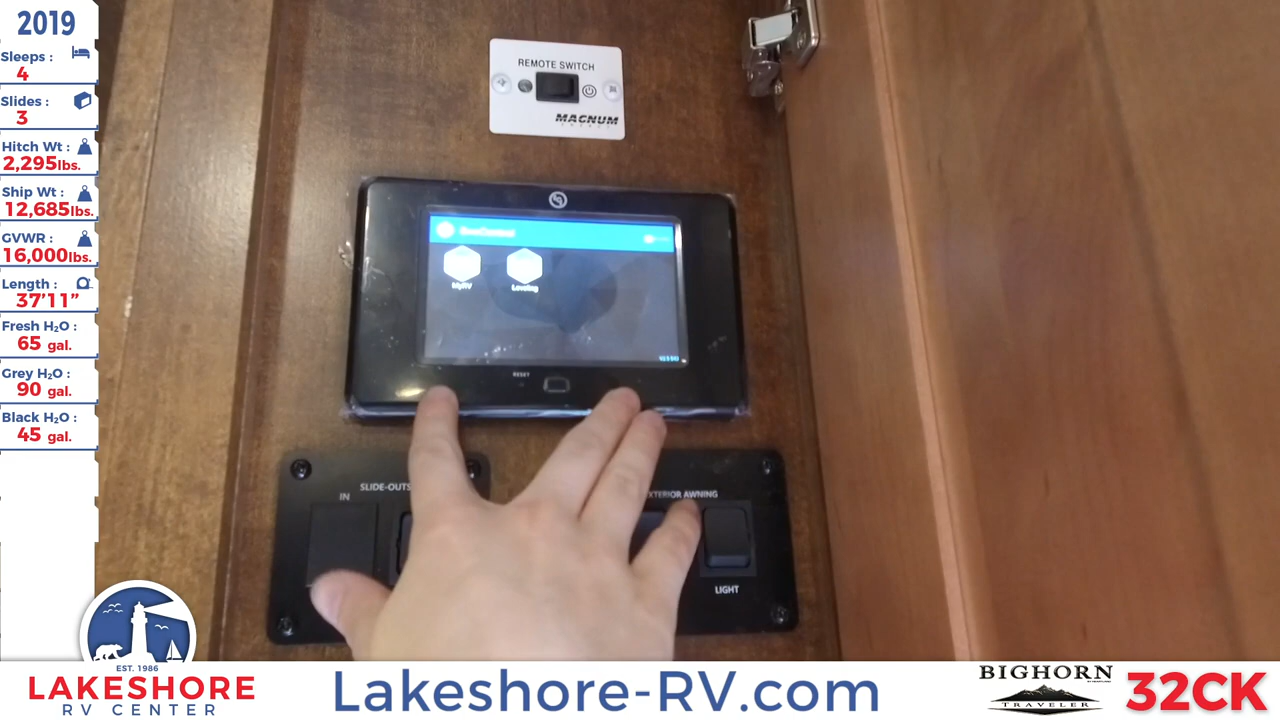 2019
Sleeps :
4
Slides :
3
Hitch Wt :
2,295lbs.
Ship Wt :
12,685lbs.
GVWR :
16,000lbs.
Length :
37'11"
Fresh H₂O :
65 gal.
Grey H₂O :
90 gal.
Black H₂O :
45 gal.
REMOTE SWITCH
MAGNUM
ENERGY
MyRV
Leveling
RESET
SLIDE-OUTS
IN
EXTERIOR AWNING
LIGHT
EST. 1986
LAKESHORE
RV CENTER
Lakeshore-RV.com
BIGHORN
TRAVELER
32CK